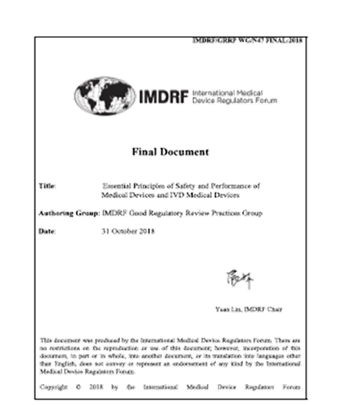 IMDRF/GRRP WG/N47 FINAL:2018
IMDRF International Medical
Device Regulators Forum
Final Document
Title: Essential Principles of Safety and Performance of
Medical Devices and IVD Medical Devices
Authoring Group: IMDRF Good Regulatory Review Practices Group
Date: 31 October 2018
Yuan Lin, IMDRF Chair
This document was produced by the International Medical Device Regulators Forum. There are
no restrictions on the reproduction or use of this document; however, incorporation of this
document, in part or in whole, into another document, or its translation into languages other
than English, does not convey or represent an endorsement of any kind by the International
Medical Device Regulators Forum.
Copyright © 2018 by the International Medical Device Regulators Forum